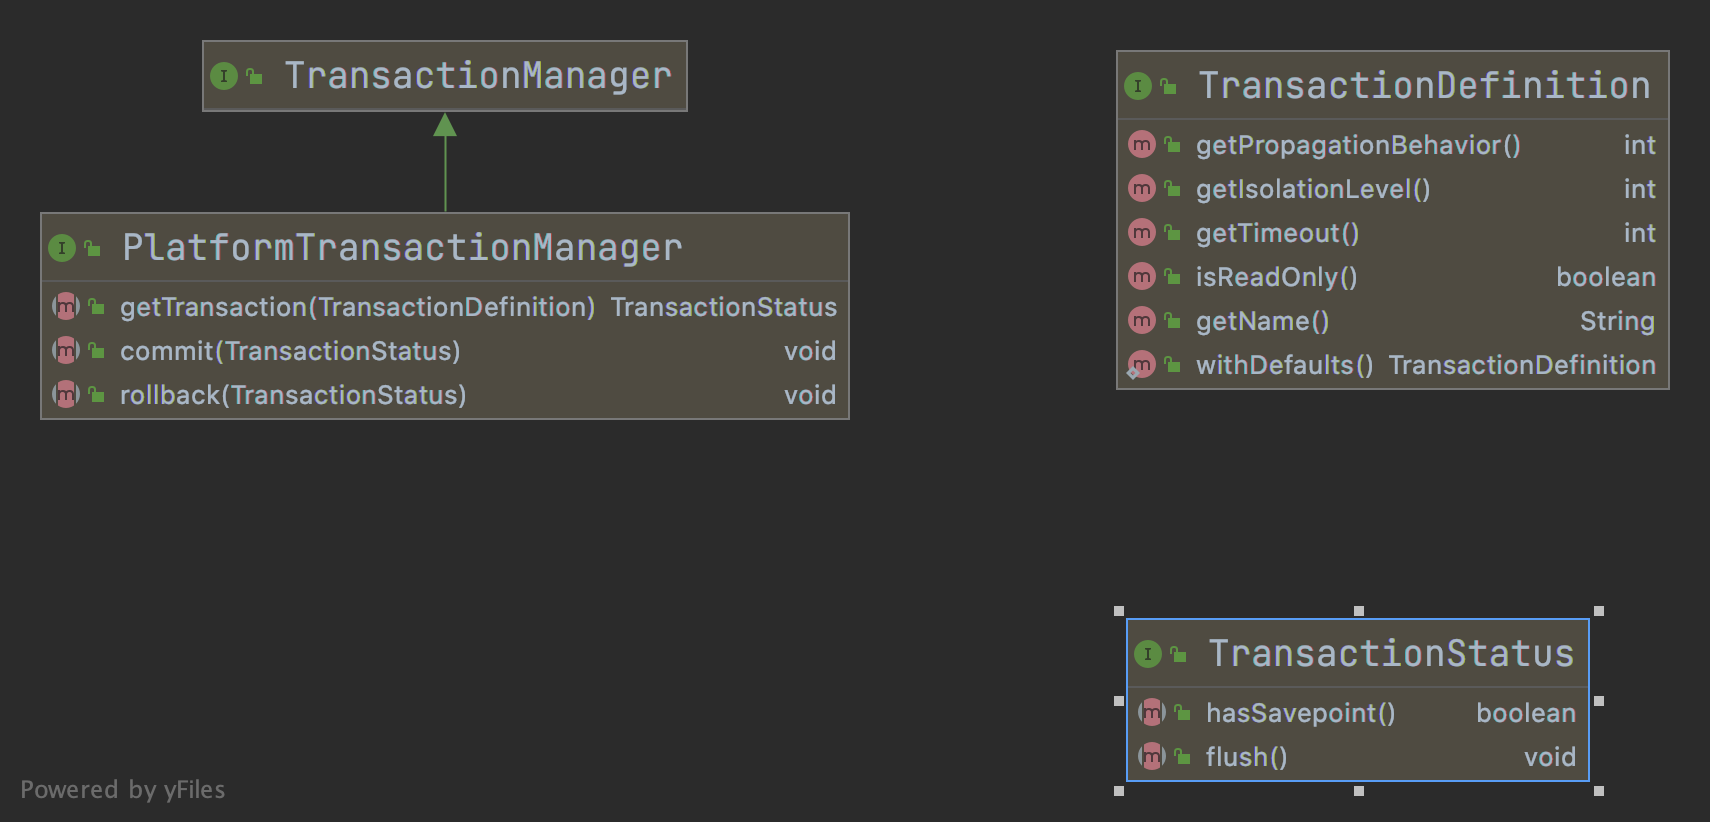 TransactionManager
PlatformTransactionManager
getTransaction(TransactionDefinition) TransactionStatus
commit(TransactionStatus) void
rollback(TransactionStatus) void
TransactionDefinition
getPropagationBehavior() int
getIsolationLevel() int
getTimeout() int
isReadOnly() boolean
getName() String
withDefaults() TransactionDefinition
TransactionStatus
hasSavepoint() boolean
flush() void
Powered by yFiles